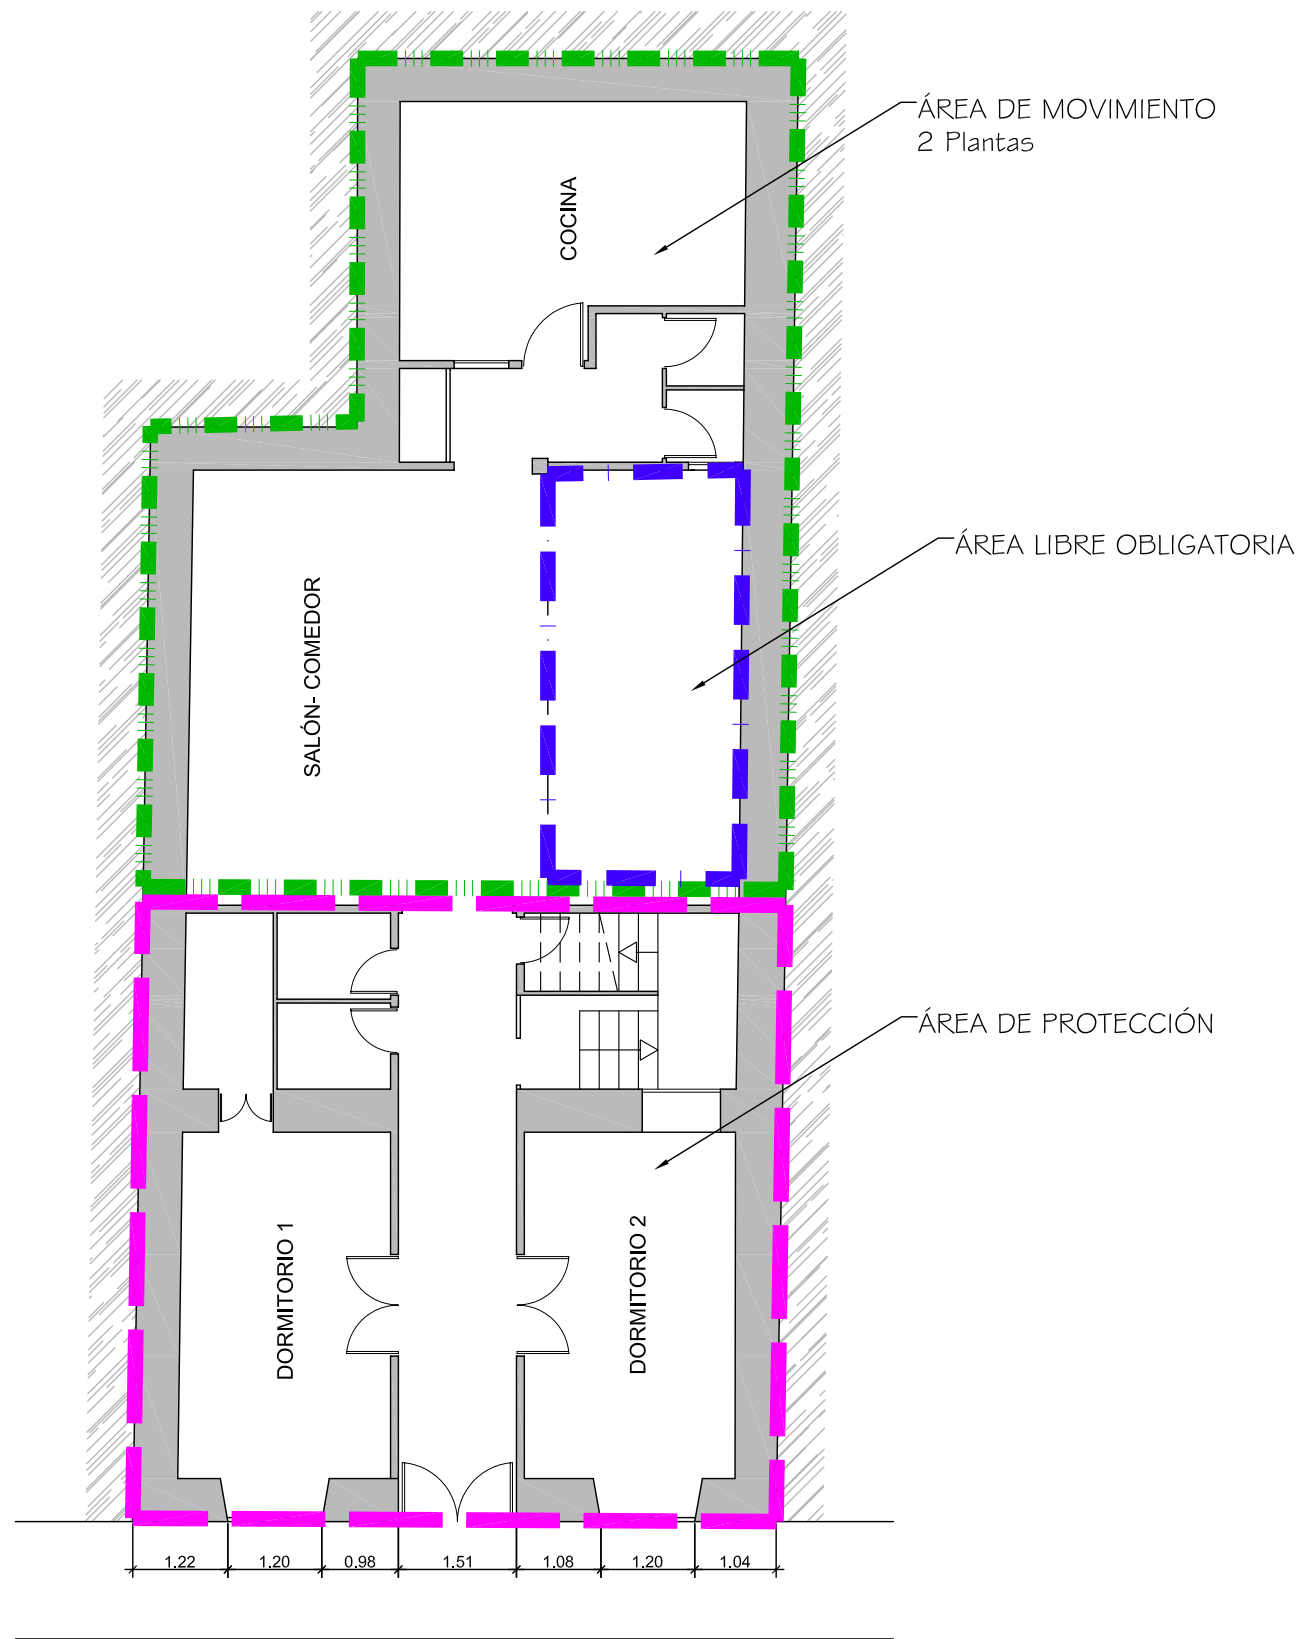 ÁREA DE MOVIMIENTO
2 Plantas
COCINA
ÁREA LIBRE OBLIGATORIA
SALÓN- COMEDOR
ÁREA DE PROTECCIÓN
DORMITORIO 1
DORMITORIO 2
1.22 1.20 0.98 1.51 1.08 1.20 1.04